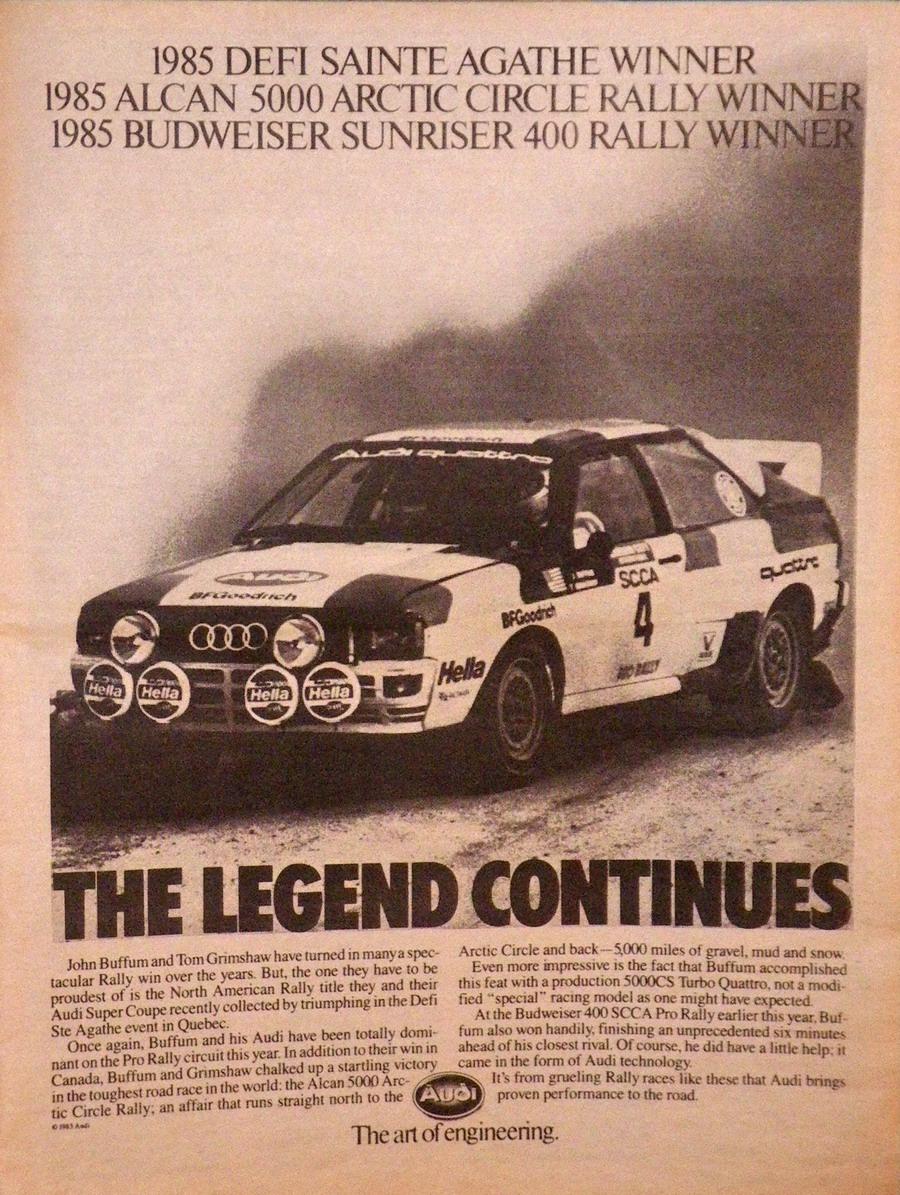 1985 DEFI SAINTE AGATHE WINNER
1985 ALCAN 5000 ARCTIC CIRCLE RALLY WINNER
1985 BUDWEISER SUNRISER 400 RALLY WINNER
BFGoodrich
Audi quattro
Audi
BFGoodrich
SCCA
4
PRO RALLY
quattro
BFGoodrich
Hella
Hella
Hella
Hella
Hella
THE LEGEND CONTINUES
John Buffum and Tom Grimshaw have turned in many a spec-
tacular Rally win over the years. But, the one they have to be
proudest of is the North American Rally title they and their
Audi Super Coupe recently collected by triumphing in the Defi
Ste Agathe event in Quebec.
Once again, Buffum and his Audi have been totally domi-
nant on the Pro Rally circuit this year. In addition to their win in
Canada, Buffum and Grimshaw chalked up a startling victory
in the toughest road race in the world: the Alcan 5000 Arc-
tic Circle Rally; an affair that runs straight north to the
Arctic Circle and back—5,000 miles of gravel, mud and snow.
Even more impressive is the fact that Buffum accomplished
this feat with a production 5000CS Turbo Quattro, not a modi-
fied "special" racing model as one might have expected.
At the Budweiser 400 SCCA Pro Rally earlier this year, Buf-
fum also won handily, finishing an unprecedented six minutes
ahead of his closest rival. Of course, he did have a little help; it
came in the form of Audi technology.
It's from grueling Rally races like these that Audi brings
proven performance to the road.
© 1985 Audi
Audi
The art of engineering.